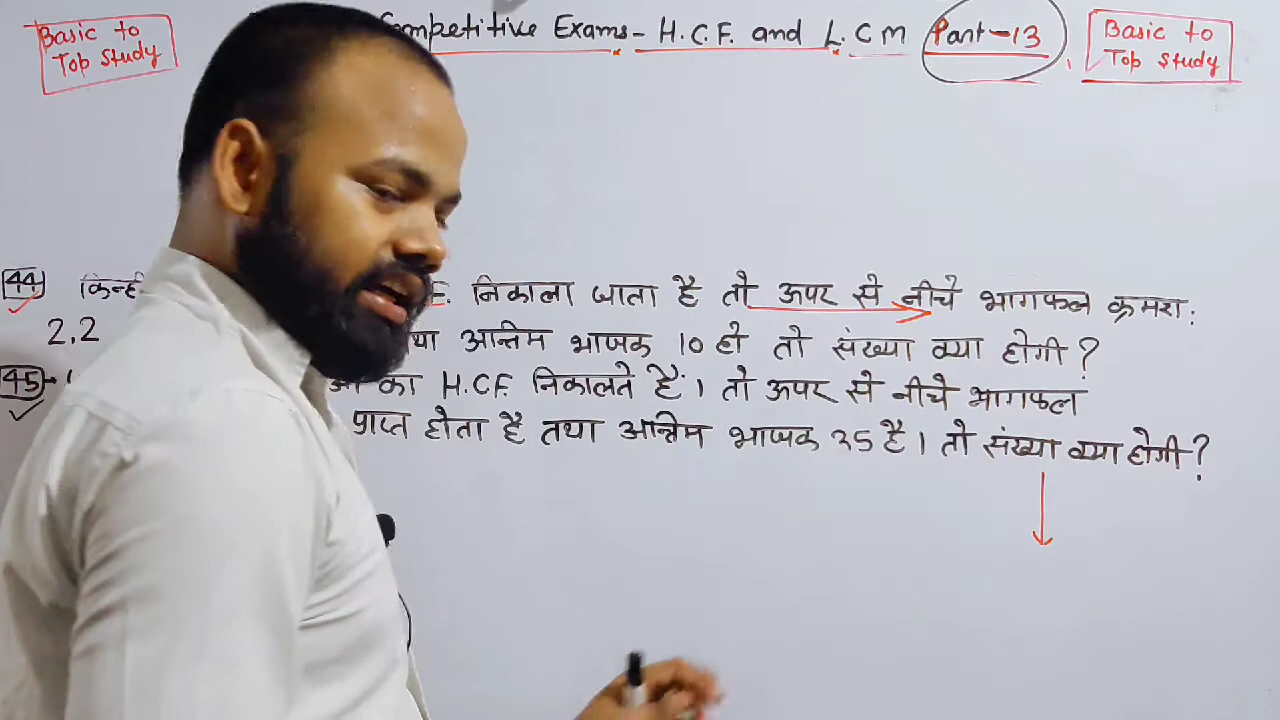 Basic to
Top Study
Competitive Exams - H.C.F. and L.C M Part-13
Basic to
Top Study
44 किन्ही F. निकाला जाता है तो ऊपर से नीचे भागफल क्रमश:
2,2 तथा अन्तिम भाजक 10 हो तो संख्या क्या होगी?
45 का H.C.F. निकालते हैं। तो ऊपर से नीचे भागफल
प्राप्त होता है तथा अन्तिम भाजक 35 है। तो संख्या क्या होगी?